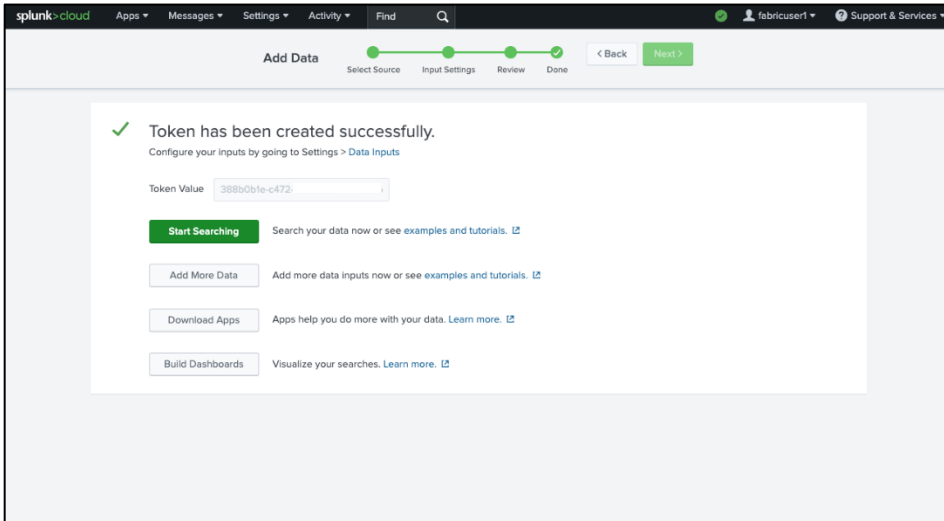 splunk>cloud Apps Messages Settings Activity Find fabricuser1 Support & Services
Add Data
Select Source Input Settings Review Done
< Back Next >
Token has been created successfully.
Configure your inputs by going to Settings > Data Inputs
Token Value 388b0b1e-c472-
Start Searching Search your data now or see examples and tutorials.
Add More Data Add more data inputs now or see examples and tutorials.
Download Apps Apps help you do more with your data. Learn more.
Build Dashboards Visualize your searches. Learn more.